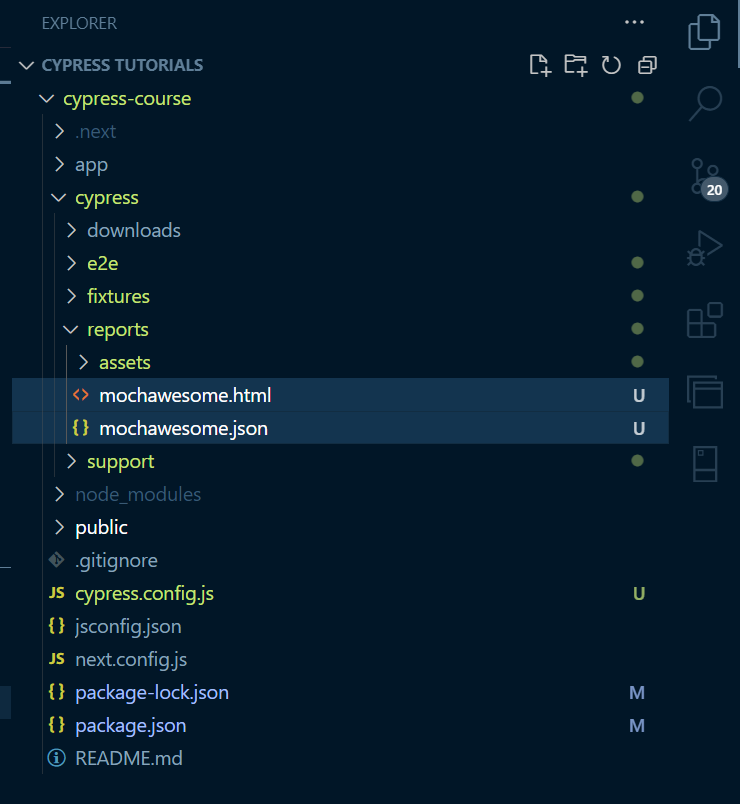 EXPLORER ...
CYPRESS TUTORIALS
cypress-course
.next
app
20
cypress
downloads
e2e
fixtures
reports
assets
<> mochawesome.html U
{} mochawesome.json U
support
node_modules
public
.gitignore
JS cypress.config.js U
{} jsconfig.json
JS next.config.js
{} package-lock.json M
{} package.json M
README.md